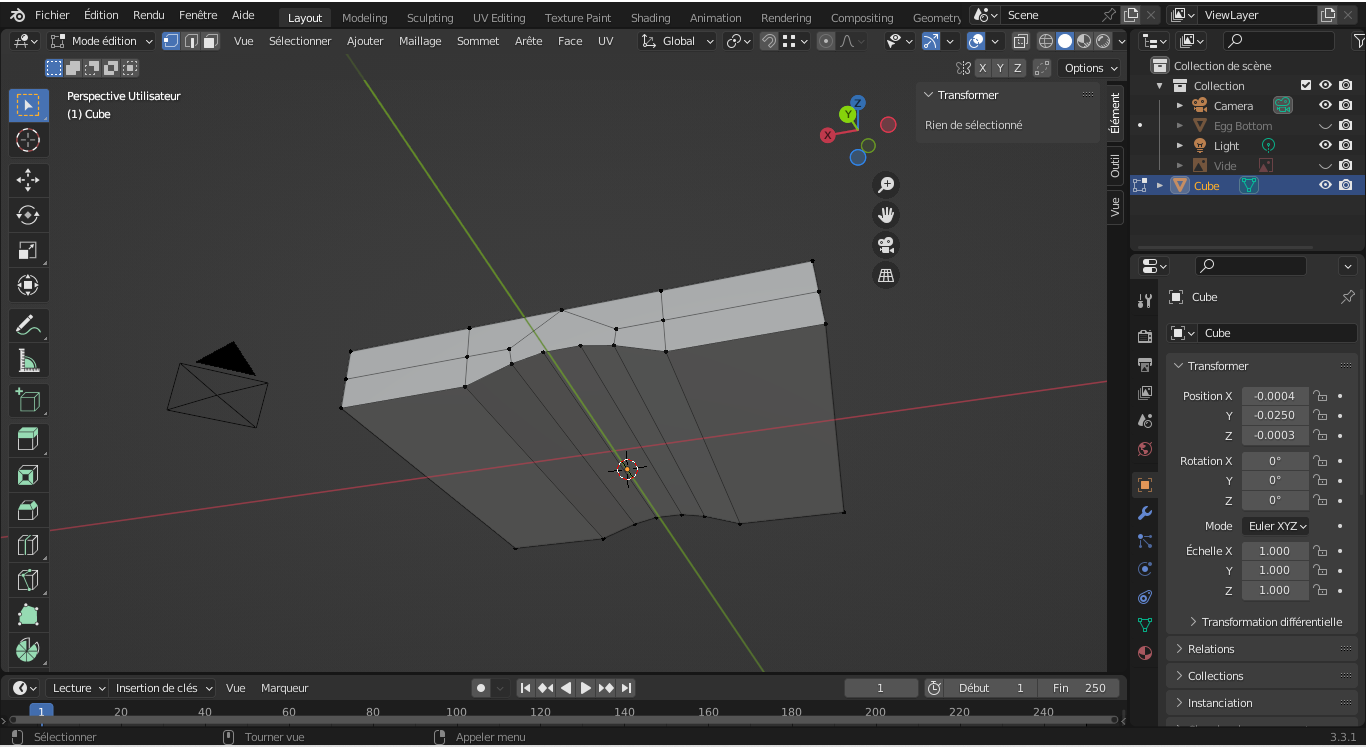 Fichier Édition Rendu Fenêtre Aide Layout Modeling Sculpting UV Editing Texture Paint Shading Animation Rendering Compositing Geometry Scene ViewLayer
Mode édition Vue Sélectionner Ajouter Maillage Sommet Arête Face UV Global
X Y Z Options
Perspective Utilisateur
(1) Cube
Z
Y
X
Transformer
Rien de sélectionné
Élément
Outil
Vue
Collection de scène
Collection
Camera
Egg Bottom
Light
Vide
Cube
Cube
Cube
Transformer
Position X -0.0004
Y -0.0250
Z -0.0003
Rotation X 0°
Y 0°
Z 0°
Mode Euler XYZ
Échelle X 1.000
Y 1.000
Z 1.000
Transformation différentielle
Relations
Collections
Instanciation
Lecture Insertion de clés Vue Marqueur 1 Début 1 Fin 250
1 20 40 60 80 100 120 140 160 180 200 220 240
Sélectionner Tourner vue Appeler menu 3.3.1